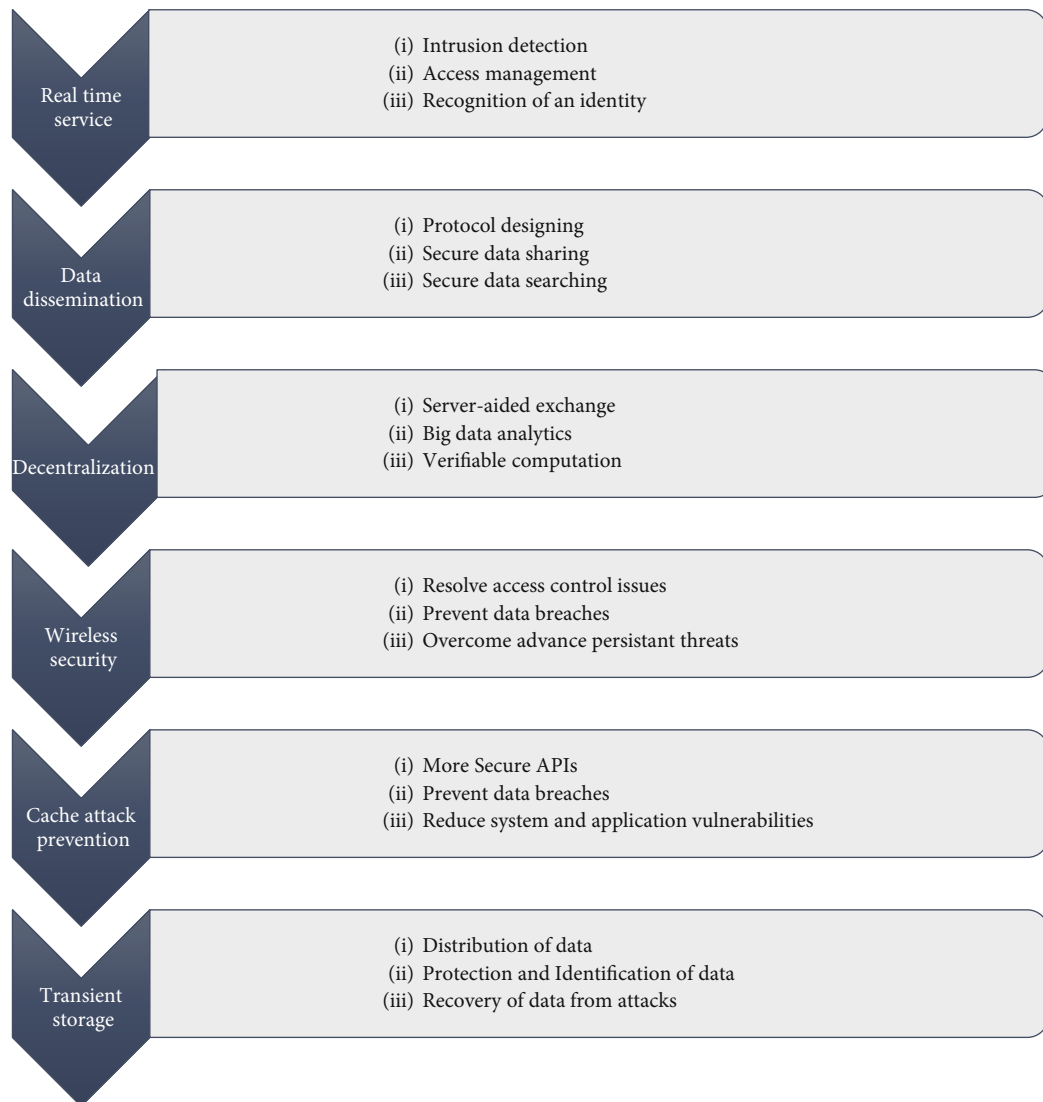 Real time
service
(i) Intrusion detection
(ii) Access management
(iii) Recognition of an identity
Data
dissemination
(i) Protocol designing
(ii) Secure data sharing
(iii) Secure data searching
Decentralization
(i) Server-aided exchange
(ii) Big data analytics
(iii) Verifiable computation
Wireless
security
(i) Resolve access control issues
(ii) Prevent data breaches
(iii) Overcome advance persistant threats
Cache attack
prevention
(i) More Secure APIs
(ii) Prevent data breaches
(iii) Reduce system and application vulnerabilities
Transient
storage
(i) Distribution of data
(ii) Protection and Identification of data
(iii) Recovery of data from attacks